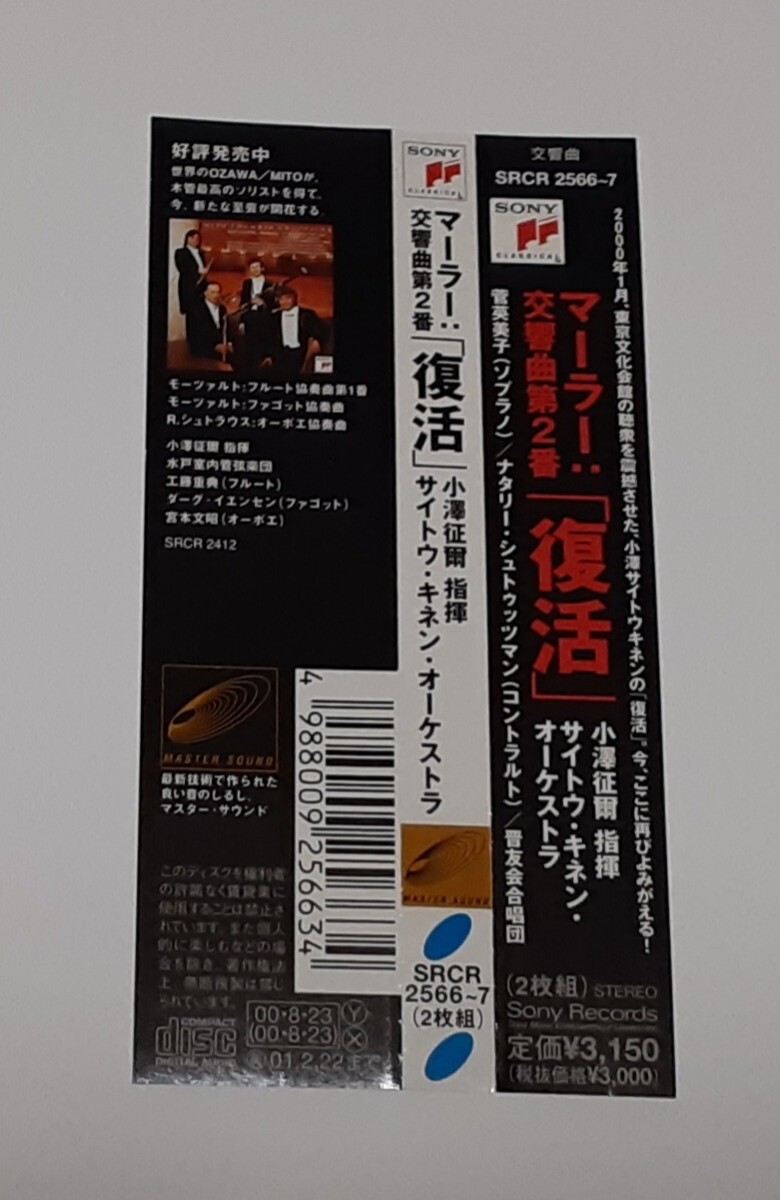 好評発売中
世界のOZAWA／MITOが、
木管最高のソリストを得て、
今、新たな至芸が開花する。
モーツァルト：フルート協奏曲第1番
モーツァルト：ファゴット協奏曲
R.シュトラウス：オーボエ協奏曲
小澤征爾 指揮
水戸室内管弦楽団
工藤重典（フルート）
ダーグ・イエンセン（ファゴット）
宮本文昭（オーボエ）
SRCR 2412
MASTER SOUND
最新技術で作られた
良い音のしるし。
マスター・サウンド
4 988009 256634
このディスクを権利者
の許諾なく賃貸業に
使用することは禁止さ
れています。また個人
的に楽しむなどの場
合を除き、著作権法
上、無断複製は禁じ
られています。
COMPACT
disc
DIGITAL AUDIO
00・8・23 Ⓨ
(00・8・23) Ⓧ
01.2.22まで
SONY
CLASSICAL
マーラー：
交響曲第2番
「復活」
小澤征爾 指揮
サイトウ・キネン・オーケストラ
MASTER SOUND
SRCR
2566~7
(2枚組)
交響曲
SRCR 2566~7
SONY
CLASSICAL
2000年1月、東京文化会館の聴衆を震撼させた、小澤サイトウキネンの「復活」。今、ここに再びよみがえる！
マーラー：
交響曲第2番
「復活」
小澤征爾 指揮
サイトウ・キネン・
オーケストラ
菅英美子（ソプラノ）／ナタリー・シュトゥッツマン（コントラルト）／晋友会合唱団
(2枚組) STEREO
Sony Records
定価¥3,150
(税抜価格¥3,000)